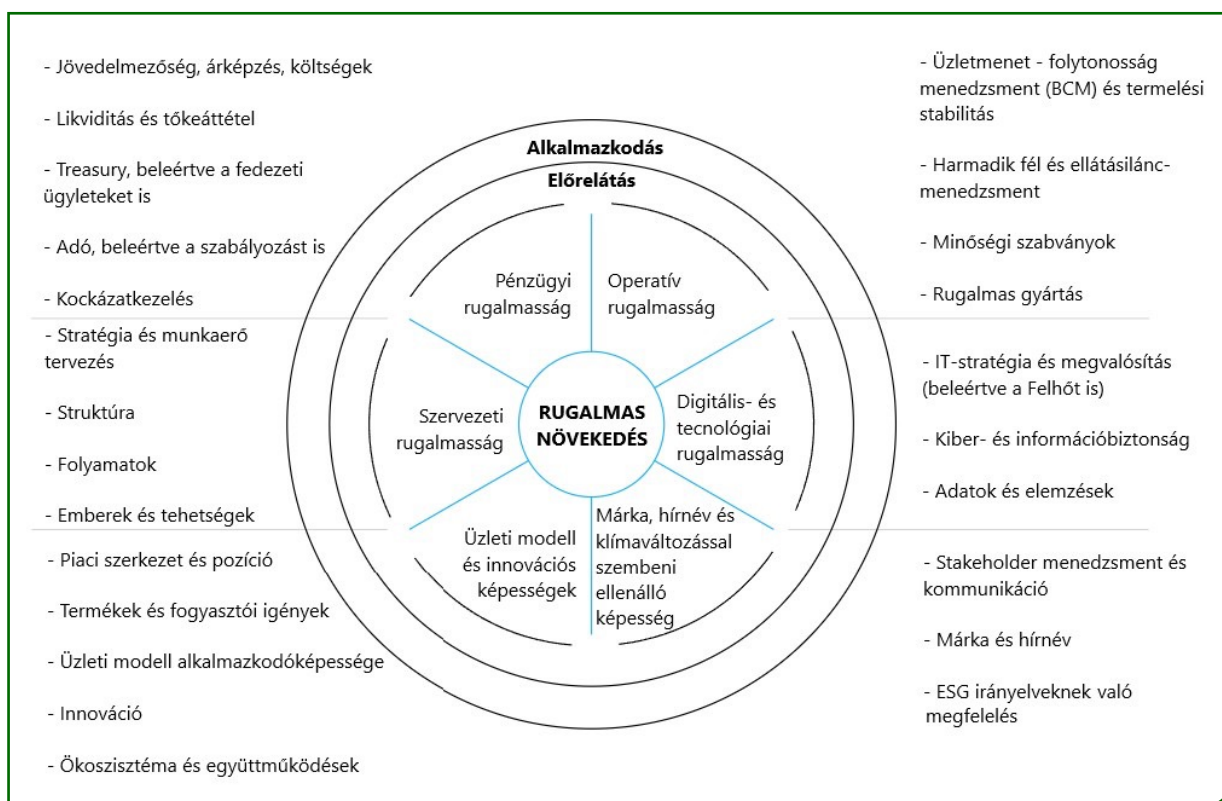 - Jövedelmezőség, árképzés, költségek
- Likviditás és tőkeáttétel
- Treasury, beleértve a fedezeti
ügyleteket is
- Adó, beleértve a szabályozást is
- Kockázatkezelés
- Stratégia és munkaerő
tervezés
- Struktúra
- Folyamatok
- Emberek és tehetségek
- Piaci szerkezet és pozíció
- Termékek és fogyasztói igények
- Üzleti modell alkalmazkodóképessége
- Innováció
- Ökoszisztéma és együttműködések
Alkalmazkodás
Előrelátás
Pénzügyi
rugalmasság
Operatív
rugalmasság
Szervezeti
rugalmasság
RUGALMAS
NÖVEKEDÉS
Digitális- és
tecnológiai
rugalmasság
Üzleti modell
és innovációs
képességek
Márka, hírnév és
klímaváltozással
szembeni
ellenálló
képesség
- Üzletmenet - folytonosság
menedzsment (BCM) és termelési
stabilitás
- Harmadik fél és ellátásilánc-
menedzsment
- Minőségi szabványok
- Rugalmas gyártás
- IT-stratégia és megvalósítás
(beleértve a Felhőt is)
- Kiber- és információbiztonság
- Adatok és elemzések
- Stakeholder menedzsment és
kommunikáció
- Márka és hírnév
- ESG irányelveknek való
megfelelés